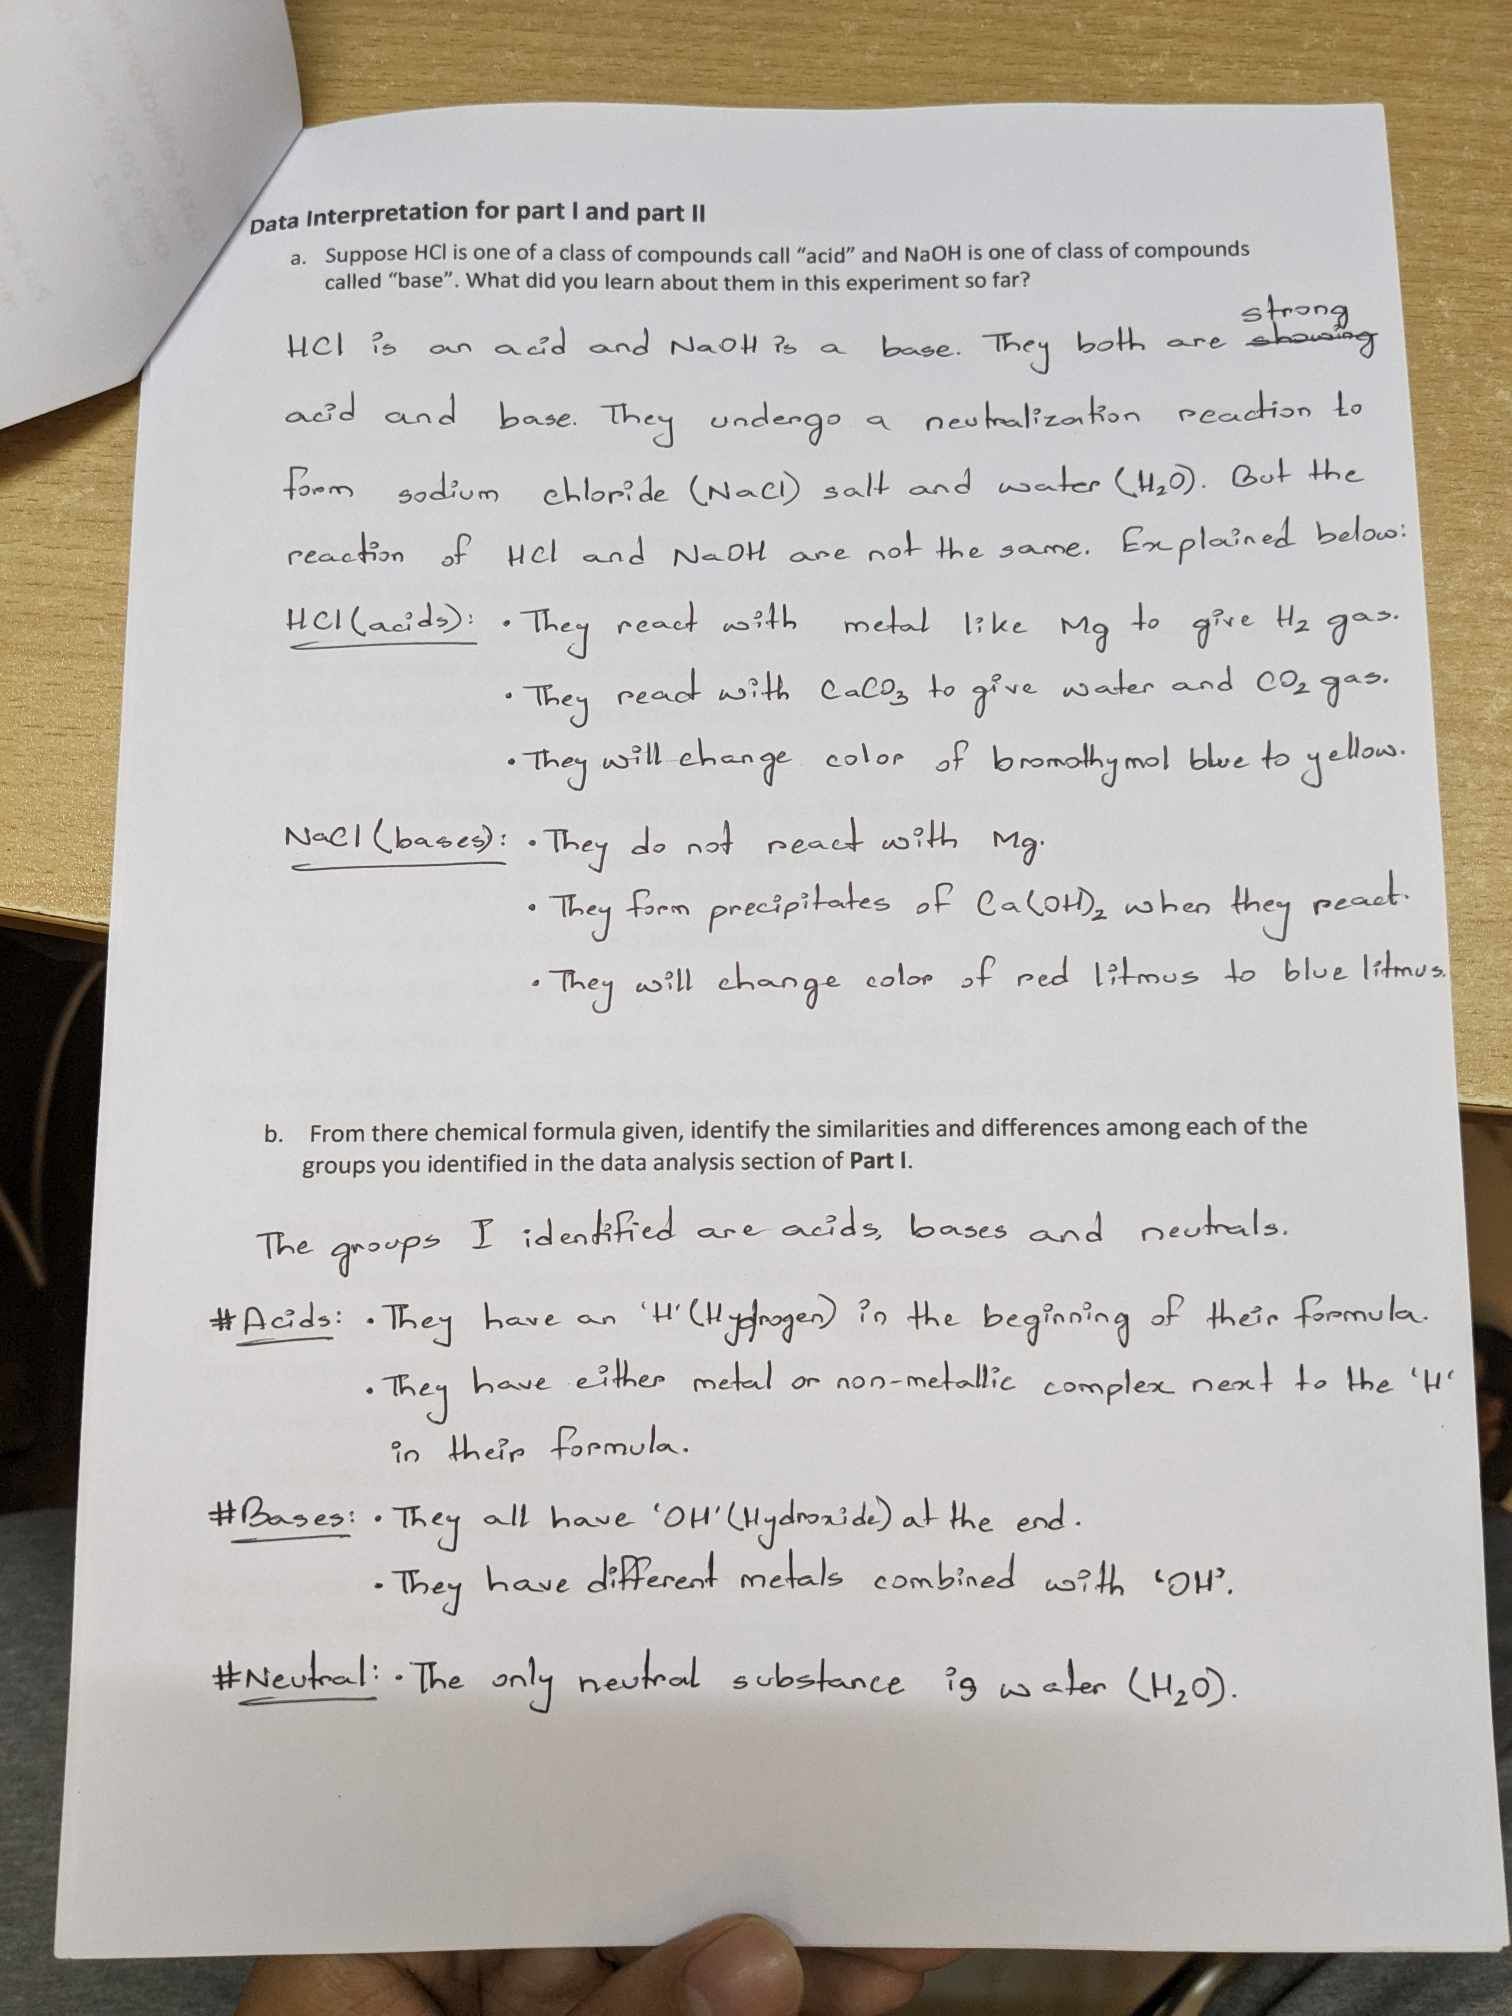 Data Interpretation for part I and part II
a. Suppose HCl is one of a class of compounds call “acid” and NaOH is one of class of compounds
called “base”. What did you learn about them in this experiment so far?
strong
HCl is an acid and NaOH is a base. They both are showing
acid and base. They undergo a neutralization reaction to
form sodium chloride (NaCl) salt and water (H₂O). But the
reaction of HCl and NaOH are not the same. Explained below:
HCl (acids): • They react with metal like Mg to give H₂ gas.
• They react with CaCO₃ to give water and CO₂ gas.
• They will change color of bromothymol blue to yellow.
NaCl (bases): • They do not react with Mg.
• They form precipitates of Ca(OH)₂ when they react.
• They will change color of red litmus to blue litmus.
b. From there chemical formula given, identify the similarities and differences among each of the
groups you identified in the data analysis section of Part I.
The groups I identified are acids, bases and neutrals.
# Acids: • They have an 'H' (Hydrogen) in the beginning of their formula.
• They have either metal or non-metallic complex next to the 'H'
in their formula.
# Bases: • They all have 'OH' (Hydroxide) at the end.
• They have different metals combined with 'OH'.
# Neutral: • The only neutral substance is water (H₂O).